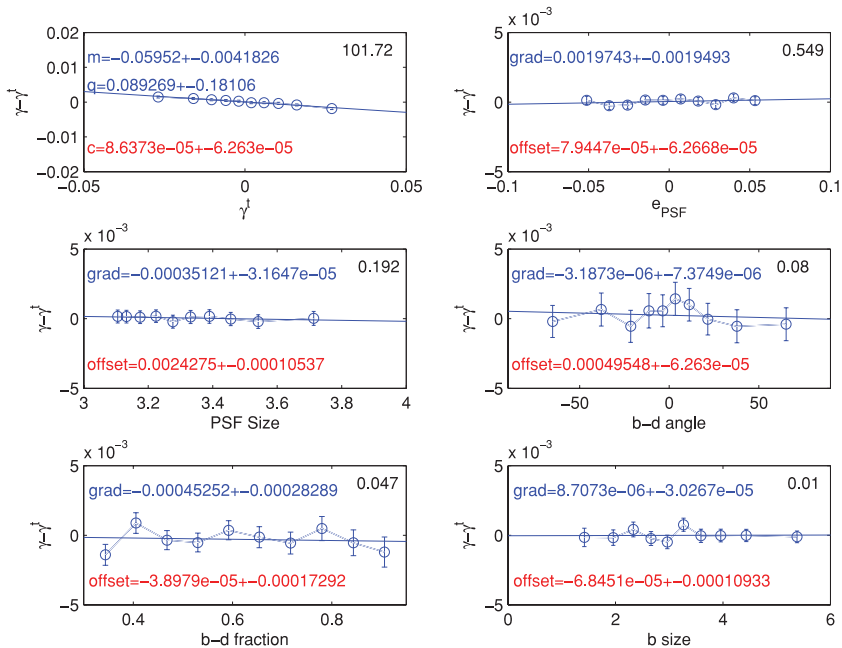 m=−0.05952+−0.0041826
101.72
q=0.089269+−0.18106
c=8.6373e−05+−6.263e−05
0.02
0.01
0
−0.01
−0.02
−0.05 0 0.05
γ−γᵗ
γᵗ
x 10⁻³
grad=0.0019743+−0.0019493
0.549
offset=7.9447e−05+−6.2668e−05
5
0
−5
−0.1 −0.05 0 0.05 0.1
γ−γᵗ
e_PSF
x 10⁻³
grad=−0.00035121+−3.1647e−05
0.192
offset=0.0024275+−0.00010537
5
0
−5
3 3.2 3.4 3.6 3.8 4
γ−γᵗ
PSF Size
x 10⁻³
grad=−3.1873e−06+−7.3749e−06
0.08
offset=0.00049548+−6.263e−05
5
0
−5
−50 0 50
γ−γᵗ
b−d angle
x 10⁻³
grad=−0.00045252+−0.00028289
0.047
offset=−3.8979e−05+−0.00017292
5
0
−5
0.4 0.6 0.8
γ−γᵗ
b−d fraction
x 10⁻³
grad=8.7073e−06+−3.0267e−05
0.01
offset=−6.8451e−05+−0.00010933
5
0
−5
0 2 4 6
γ−γᵗ
b size